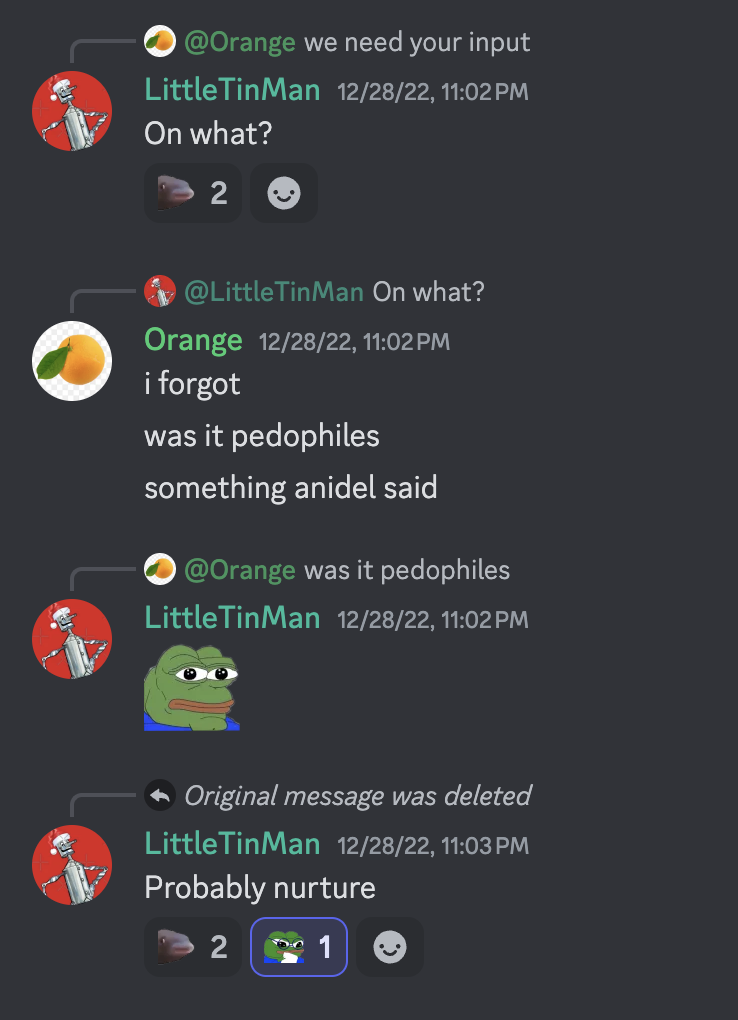 @Orange we need your input
LittleTinMan 12/28/22, 11:02 PM
On what?
2
@LittleTinMan On what?
Orange 12/28/22, 11:02 PM
i forgot
was it pedophiles
something anidel said
@Orange was it pedophiles
LittleTinMan 12/28/22, 11:02 PM
Original message was deleted
LittleTinMan 12/28/22, 11:03 PM
Probably nurture
2 1